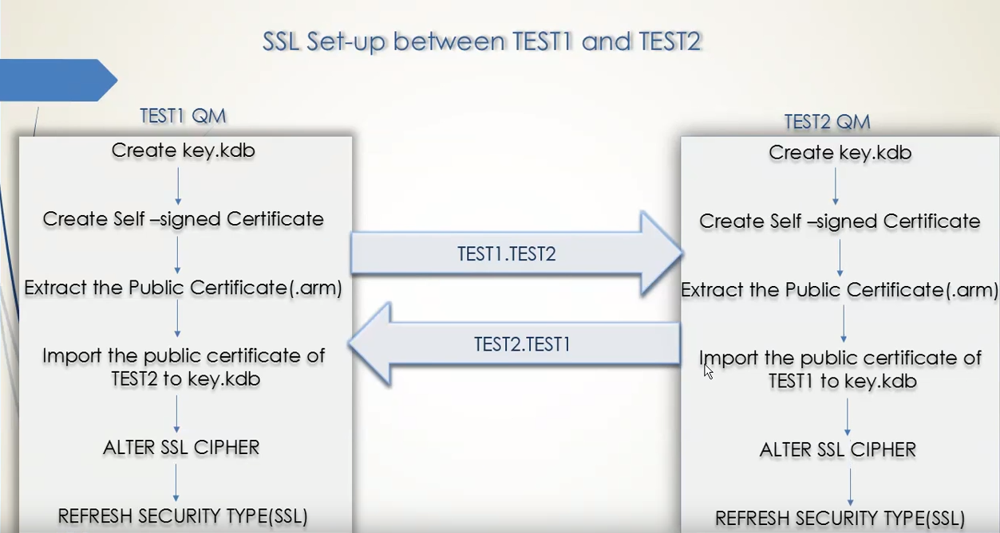 SSL Set-up between TEST1 and TEST2
TEST1 QM
Create key.kdb
Create Self –signed Certificate
Extract the Public Certificate(.arm)
Import the public certificate of
TEST2 to key.kdb
ALTER SSL CIPHER
REFRESH SECURITY TYPE(SSL)
TEST1.TEST2
TEST2.TEST1
TEST2 QM
Create key.kdb
Create Self –signed Certificate
Extract the Public Certificate(.arm)
Import the public certificate of
TEST1 to key.kdb
ALTER SSL CIPHER
REFRESH SECURITY TYPE(SSL)